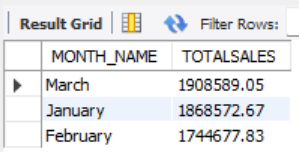 Result Grid Filter Rows:
MONTH_NAME TOTALSALES
March 1908589.05
January 1868572.67
February 1744677.83